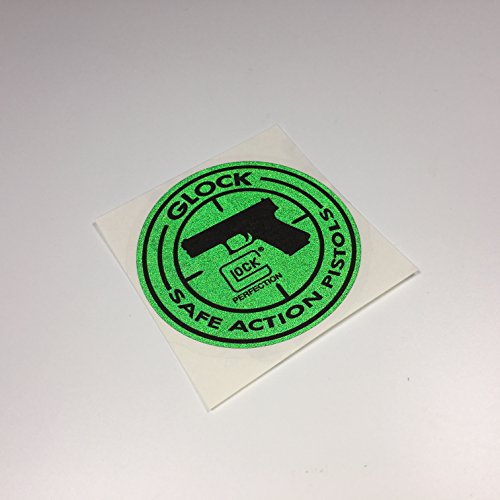 GLOCK
GLOCK®
PERFECTION
SAFE ACTION PISTOLS